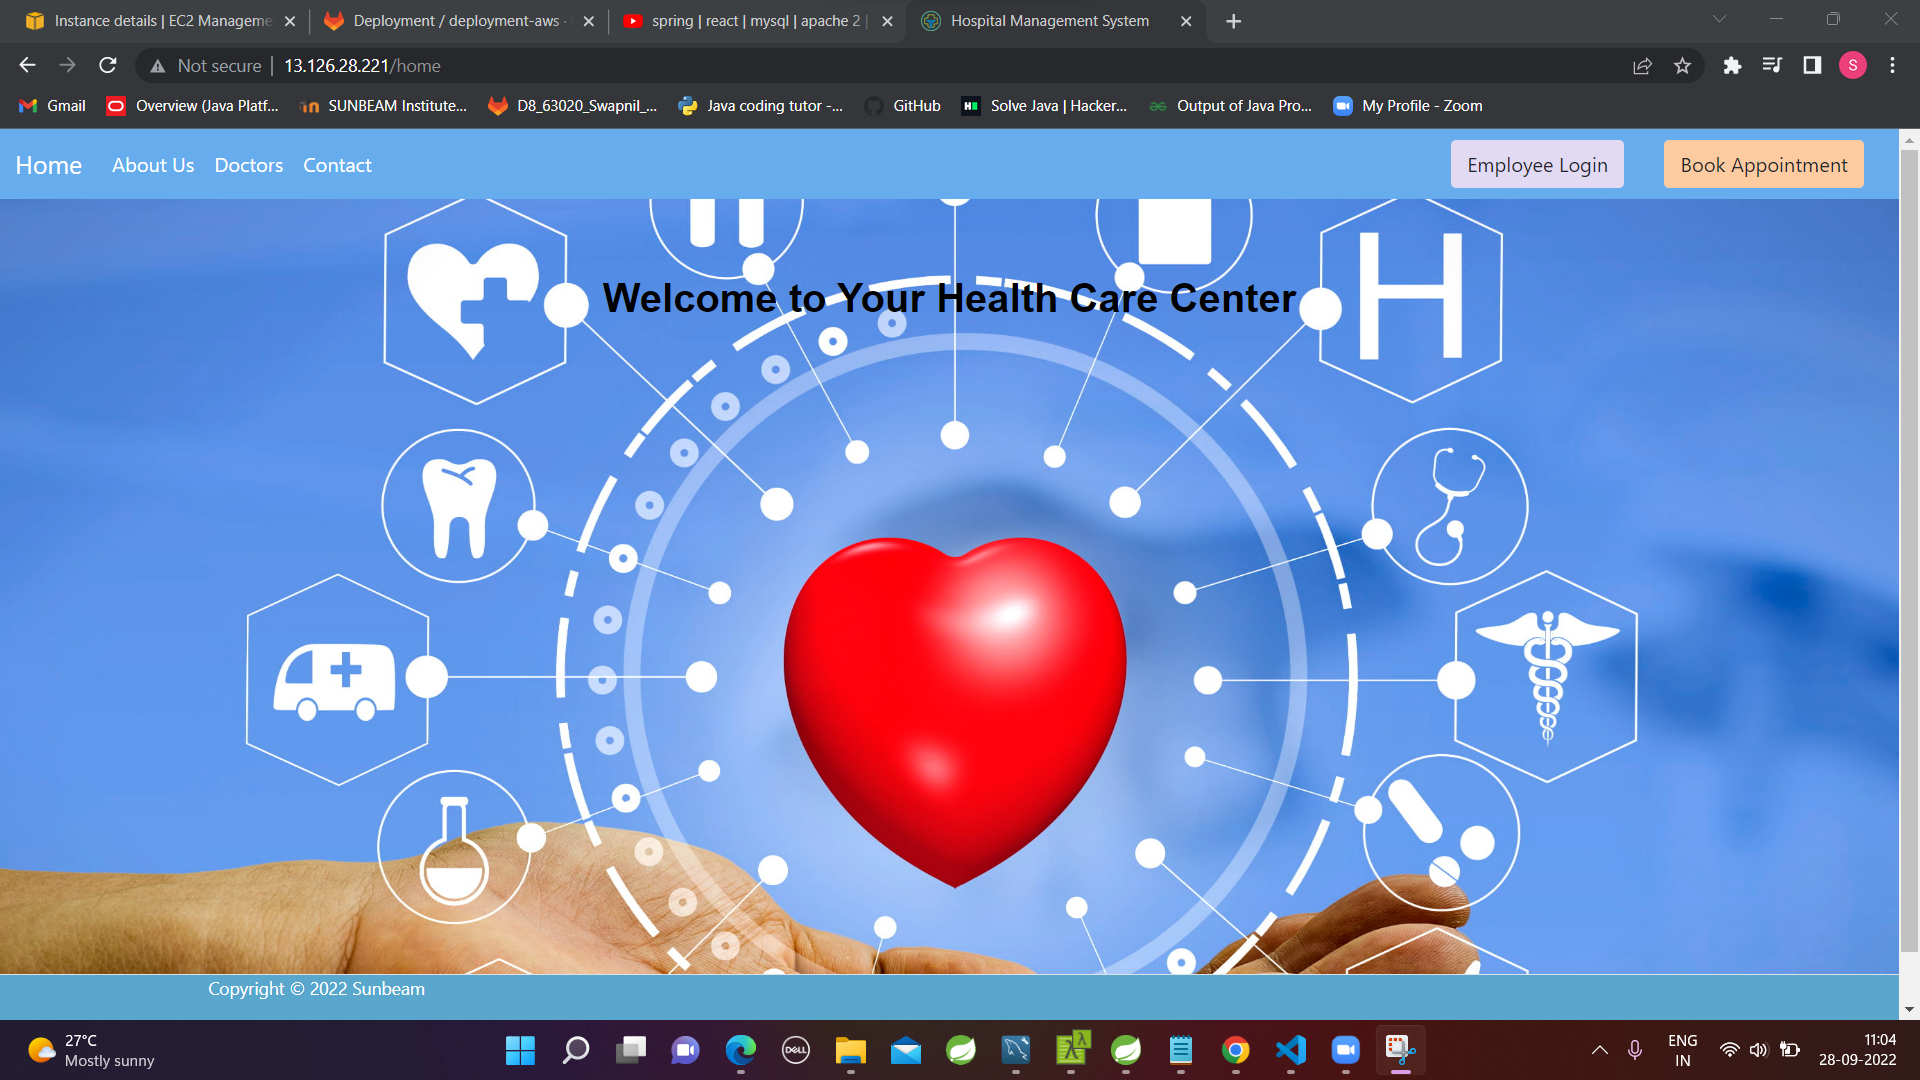 Instance details | EC2 Manageme
Deployment / deployment-aws ·
spring | react | mysql | apache 2 |
Hospital Management System
Not secure | 13.126.28.221/home
S
Gmail
Overview (Java Platf...
SUNBEAM Institute...
D8_63020_Swapnil_...
Java coding tutor -...
GitHub
Solve Java | Hacker...
Output of Java Pro...
My Profile - Zoom
Home
About Us
Doctors
Contact
Employee Login
Book Appointment
H
Welcome to Your Health Care Center
Copyright © 2022 Sunbeam
27°C
Mostly sunny
DELL
ENG
IN
11:04
28-09-2022